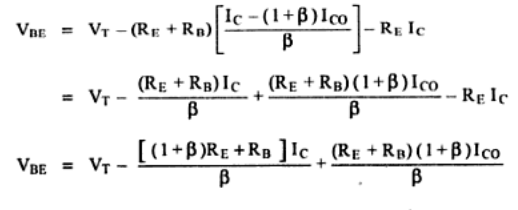 V_BE = V_T − (R_E + R_B) [ (I_C − (1+β) I_CO) / β ] − R_E I_C
= V_T − (R_E + R_B) I_C / β + (R_E + R_B)(1+β) I_CO / β − R_E I_C
V_BE = V_T − [ (1+β) R_E + R_B ] I_C / β + (R_E + R_B)(1+β) I_CO / β